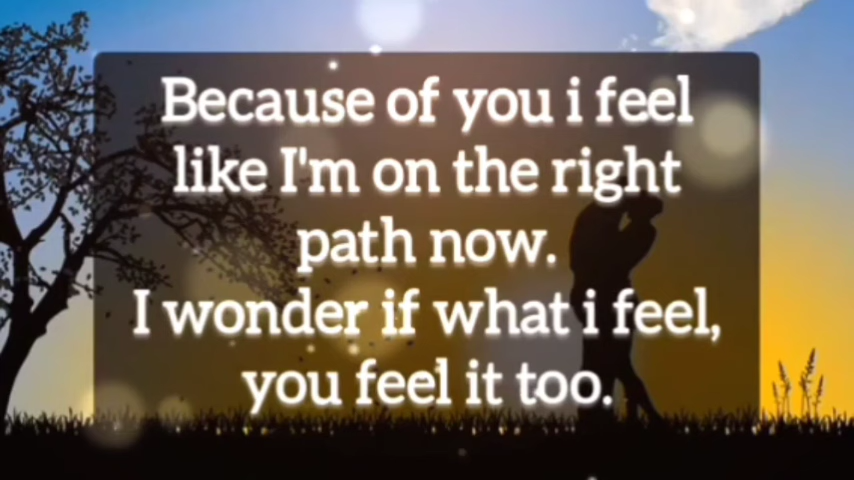 Because of you i feel
like I'm on the right
path now.
I wonder if what i feel,
you feel it too.